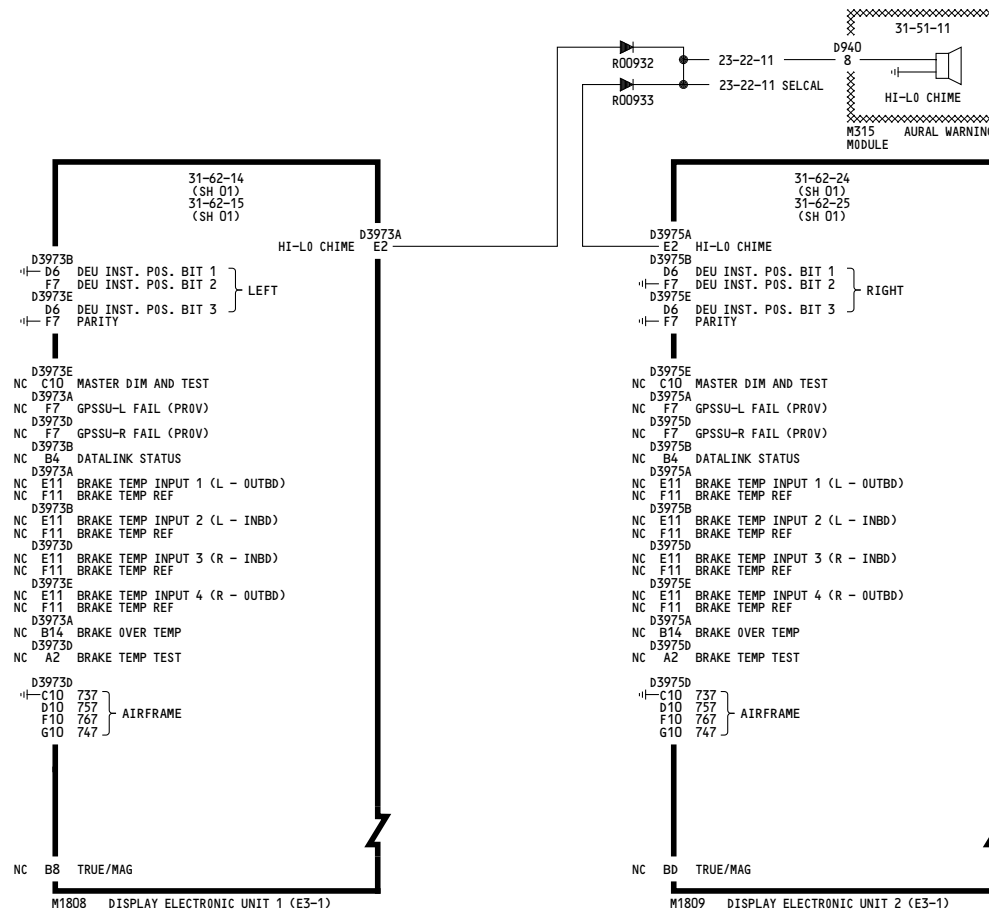 31-51-11
D940
8
HI-LO CHIME
M315 AURAL WARNING
MODULE
R00932
23-22-11
R00933
23-22-11 SELCAL
31-62-14
(SH 01)
31-62-15
(SH 01)
D3973A
HI-LO CHIME E2
D3973B
D6 DEU INST. POS. BIT 1
F7 DEU INST. POS. BIT 2
LEFT
D3973E
D6 DEU INST. POS. BIT 3
F7 PARITY
D3973E
NC C10 MASTER DIM AND TEST
D3973A
NC F7 GPSSU-L FAIL (PROV)
D3973D
NC F7 GPSSU-R FAIL (PROV)
D3973B
NC B4 DATALINK STATUS
D3973A
NC E11 BRAKE TEMP INPUT 1 (L - OUTBD)
NC F11 BRAKE TEMP REF
D3973B
NC E11 BRAKE TEMP INPUT 2 (L - INBD)
NC F11 BRAKE TEMP REF
D3973D
NC E11 BRAKE TEMP INPUT 3 (R - INBD)
NC F11 BRAKE TEMP REF
D3973E
NC E11 BRAKE TEMP INPUT 4 (R - OUTBD)
NC F11 BRAKE TEMP REF
D3973A
NC B14 BRAKE OVER TEMP
D3973D
NC A2 BRAKE TEMP TEST
D3973D
C10 737
D10 757
F10 767
G10 747
AIRFRAME
NC B8 TRUE/MAG
M1808 DISPLAY ELECTRONIC UNIT 1 (E3-1)
31-62-24
(SH 01)
31-62-25
(SH 01)
D3975A
E2 HI-LO CHIME
D3975B
D6 DEU INST. POS. BIT 1
F7 DEU INST. POS. BIT 2
RIGHT
D3975E
D6 DEU INST. POS. BIT 3
F7 PARITY
D3975E
NC C10 MASTER DIM AND TEST
D3975A
NC F7 GPSSU-L FAIL (PROV)
D3975D
NC F7 GPSSU-R FAIL (PROV)
D3975B
NC B4 DATALINK STATUS
D3975A
NC E11 BRAKE TEMP INPUT 1 (L - OUTBD)
NC F11 BRAKE TEMP REF
D3975B
NC E11 BRAKE TEMP INPUT 2 (L - INBD)
NC F11 BRAKE TEMP REF
D3975D
NC E11 BRAKE TEMP INPUT 3 (R - INBD)
NC F11 BRAKE TEMP REF
D3975E
NC E11 BRAKE TEMP INPUT 4 (R - OUTBD)
NC F11 BRAKE TEMP REF
D3975A
NC B14 BRAKE OVER TEMP
D3975D
NC A2 BRAKE TEMP TEST
D3975D
C10 737
D10 757
F10 767
G10 747
AIRFRAME
NC BD TRUE/MAG
M1809 DISPLAY ELECTRONIC UNIT 2 (E3-1)